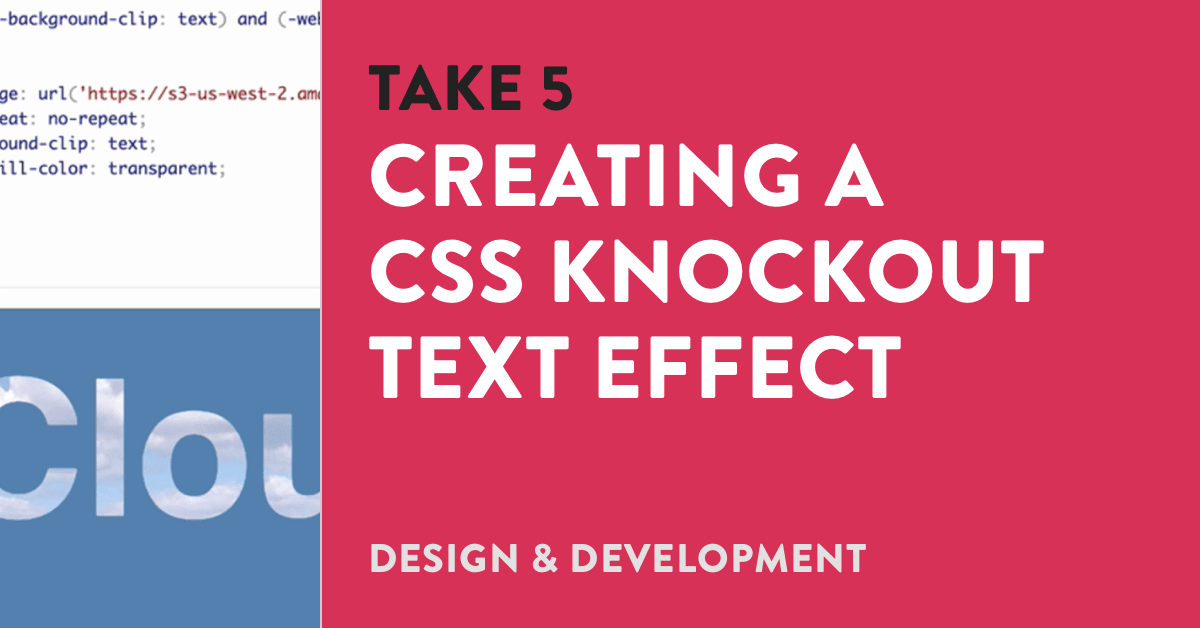 -background-clip: text) and (-we
ge: url('https://s3-us-west-2.am
eat: no-repeat;
ound-clip: text;
ill-color: transparent;
Clou
TAKE 5
CREATING A
CSS KNOCKOUT
TEXT EFFECT
DESIGN & DEVELOPMENT